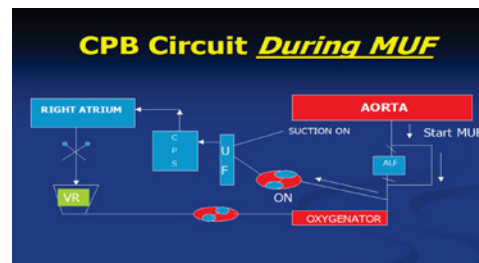 CPB Circuit During MUF
RIGHT ATRIUM
AORTA
SUCTION ON
Start MUF
C
P
S
U
F
ALF
VR
ON
OXYGENATOR